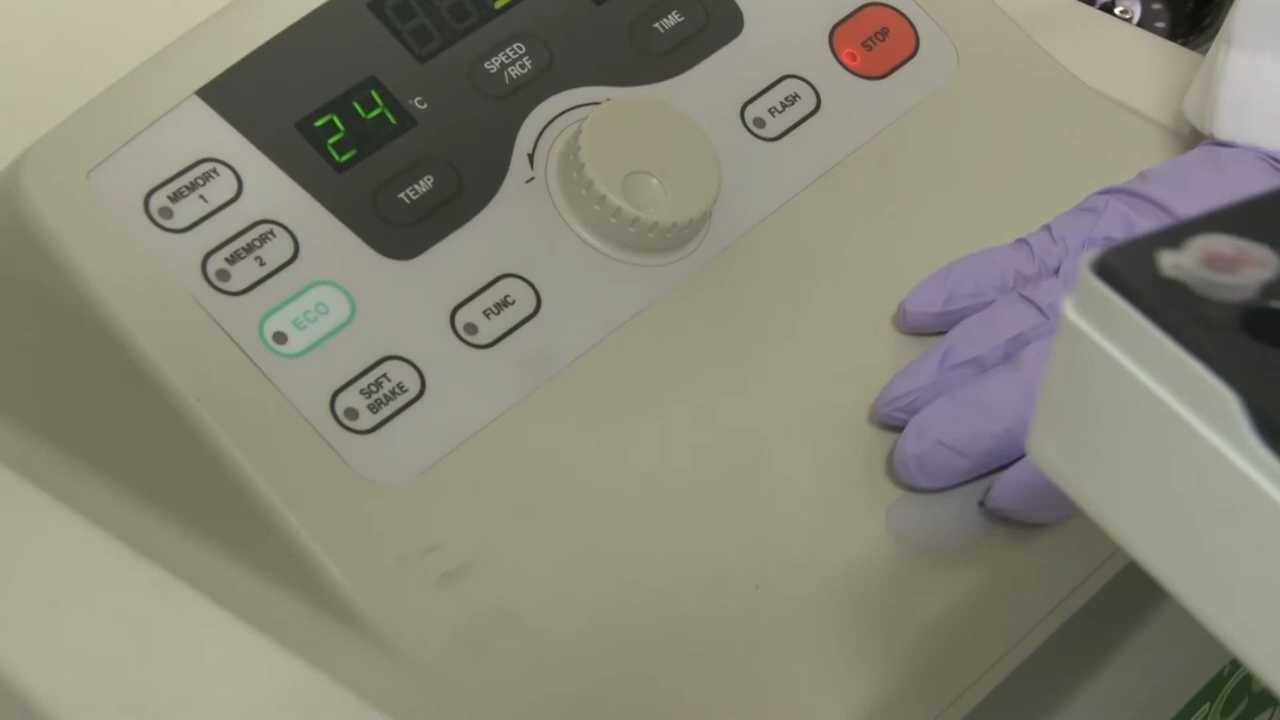 TIME
STOP
SPEED
/RCF
FLASH
24 °C
TEMP
MEMORY
1
MEMORY
2
ECO
FUNC
SOFT
BRAKE